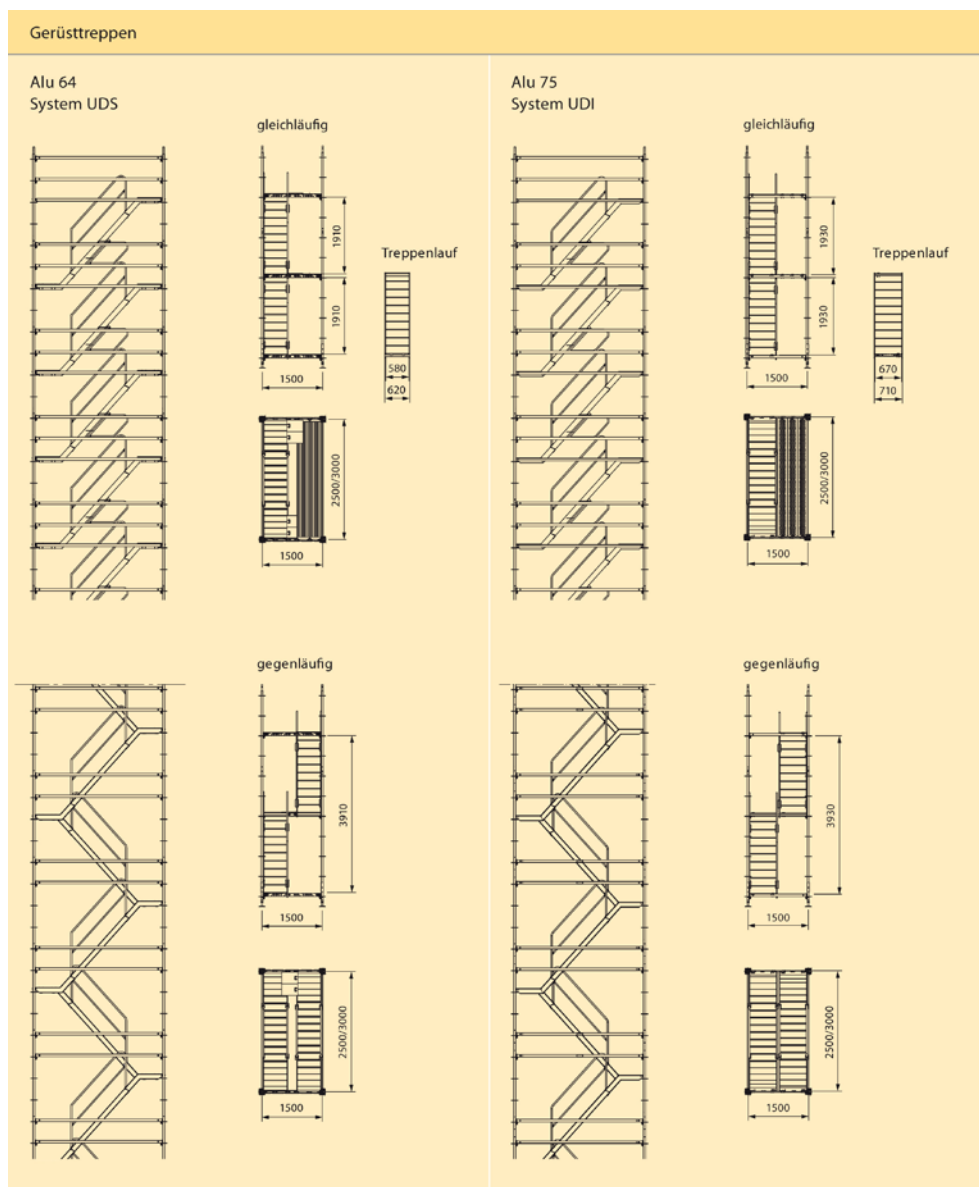 Gerüsttreppen
Alu 64
System UDS
gleichläufig
1910
1910
1500
Treppenlauf
580
620
2500/3000
1500
gegenläufig
3910
1500
2500/3000
1500
Alu 75
System UDI
gleichläufig
1930
1930
1500
Treppenlauf
670
710
2500/3000
1500
gegenläufig
3930
1500
2500/3000
1500